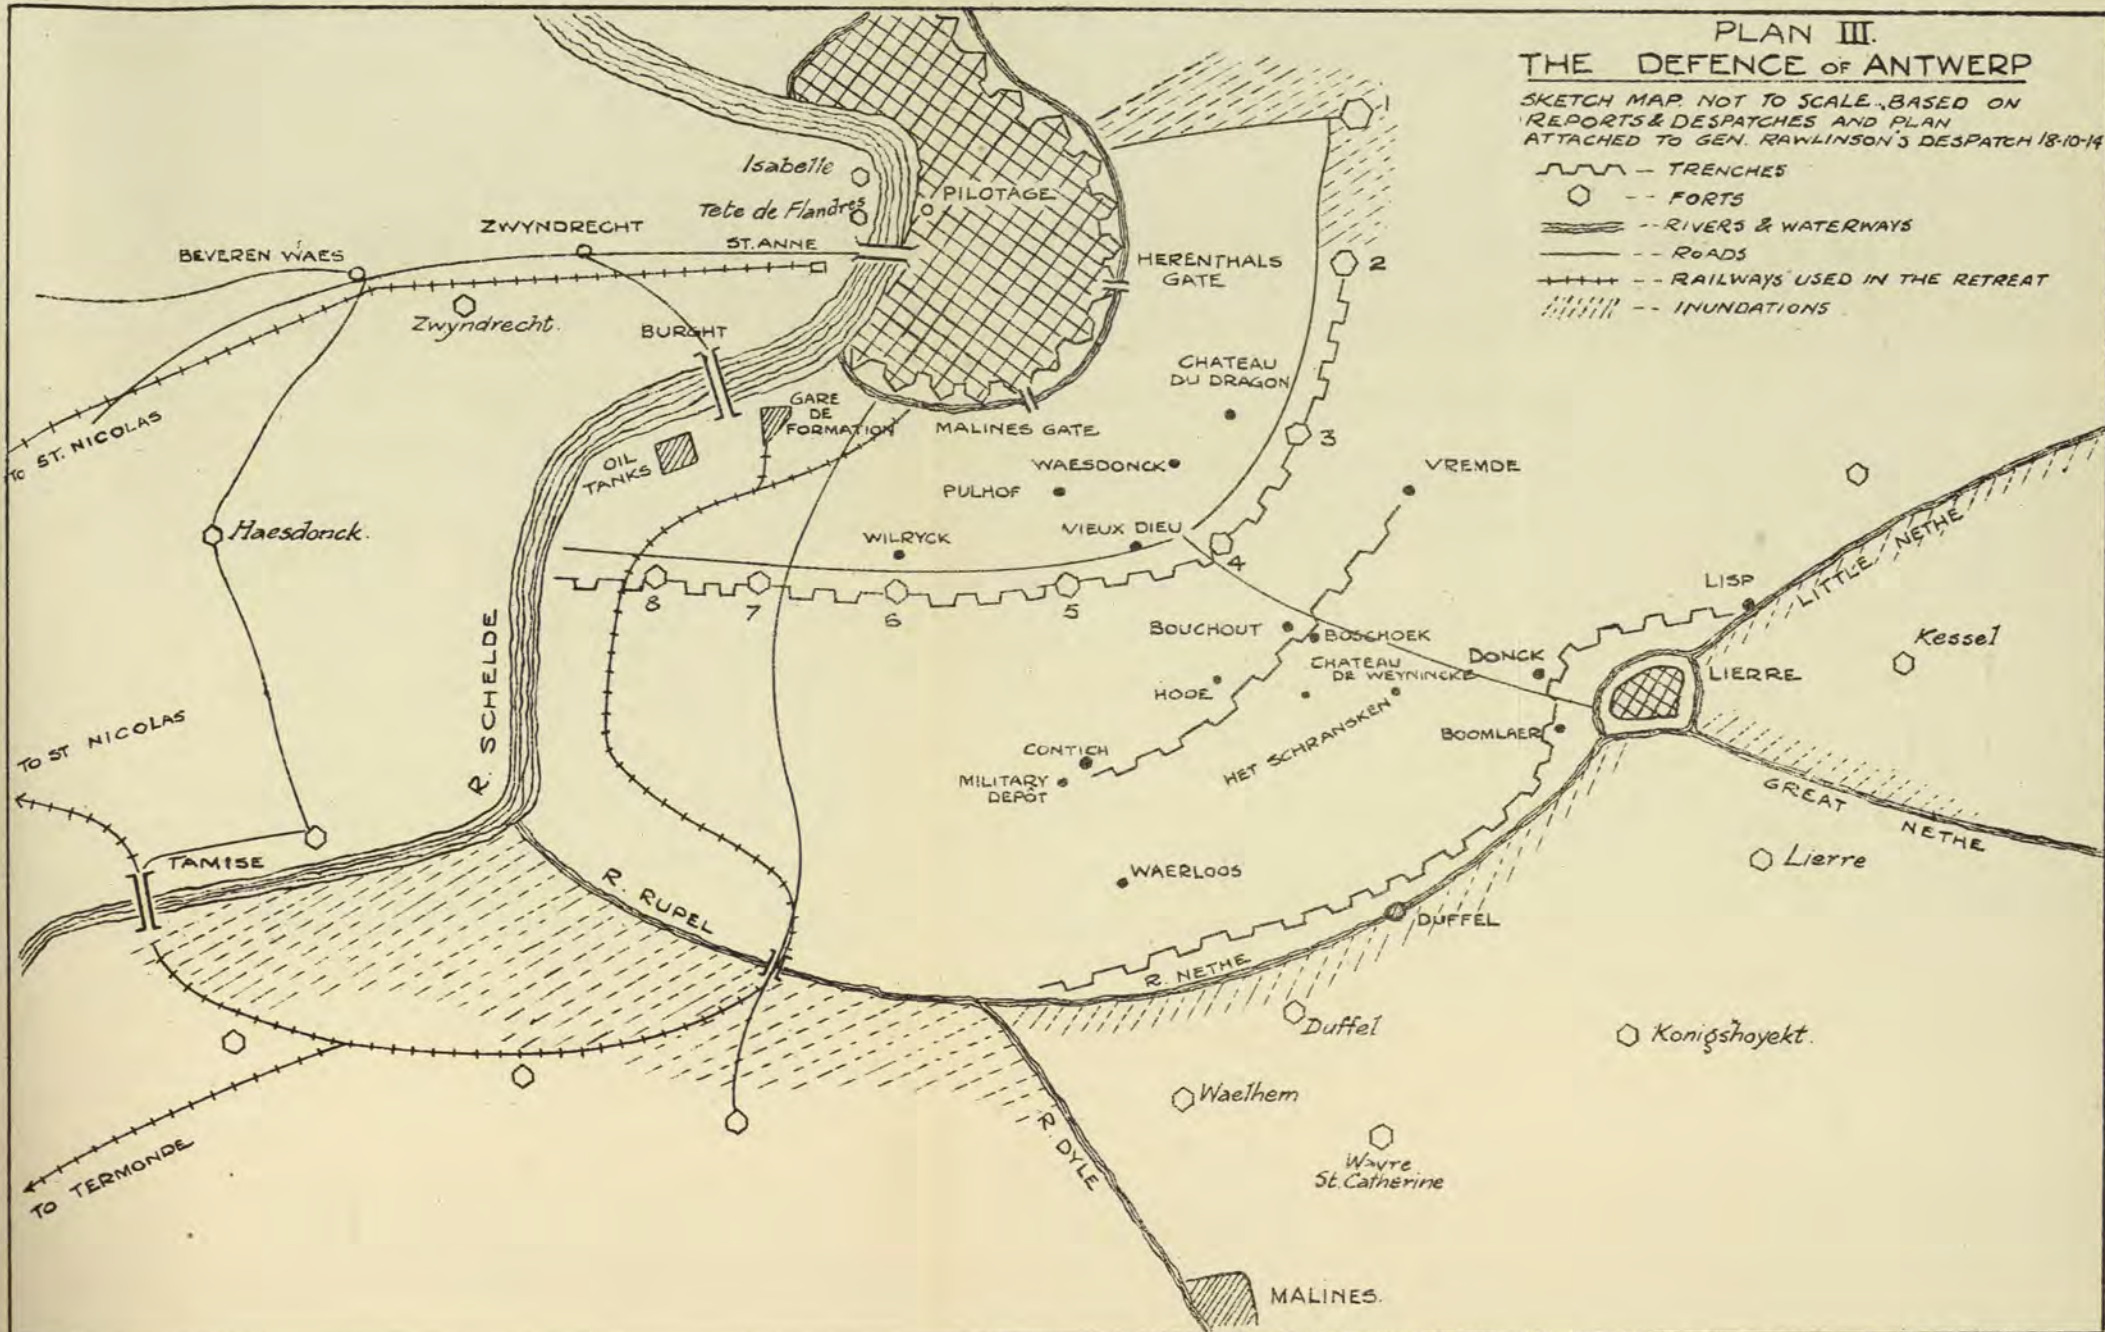 PLAN III.
THE DEFENCE OF ANTWERP
SKETCH MAP. NOT TO SCALE. BASED ON
REPORTS & DESPATCHES AND PLAN
ATTACHED TO GEN. RAWLINSON'S DESPATCH 18-10-14
-- TRENCHES
-- FORTS
-- RIVERS & WATERWAYS
-- ROADS
-- RAILWAYS USED IN THE RETREAT
-- INUNDATIONS
1
Isabelle
PILOTAGE
Tete de Flandres
ZWYNDRECHT
ST. ANNE
BEVEREN WAES
HERENTHALS
GATE
2
Zwyndrecht.
BURGHT
CHATEAU
DU DRAGON
GARE
DE
FORMATION
MALINES GATE
3
TO ST. NICOLAS
OIL
TANKS
WAESDONCK
VREMDE
PULHOF
Haesdonck.
WILRYCK
VIEUX DIEU
4
LITTLE NETHE
LISP
8
7
6
5
BOUCHOUT
BOSCHOEK
Kessel
CHATEAU
DE WEYNINCKE
DONCK
LIERRE
HODE
R. SCHELDE
TO ST NICOLAS
BOOMLAER
HET SCHRANSKEN
CONTICH
MILITARY
DEPÔT
GREAT NETHE
TAMISE
Lierre
WAERLOOS
R. RUPEL
DUFFEL
R. NETHE
Duffel
Konigshoyekt.
Waelhem
R. DYLE
Wavre
St. Catherine
TO TERMONDE
MALINES.